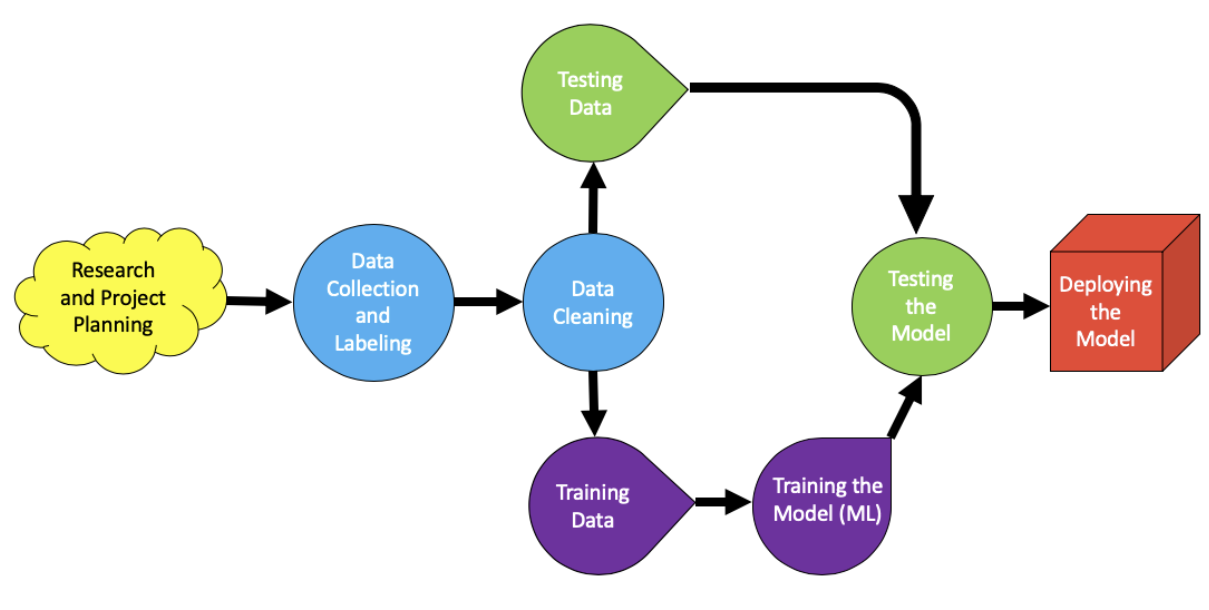 Research
and Project
Planning
Data
Collection
and
Labeling
Data
Cleaning
Testing
Data
Training
Data
Training the
Model (ML)
Testing
the
Model
Deploying
the
Model